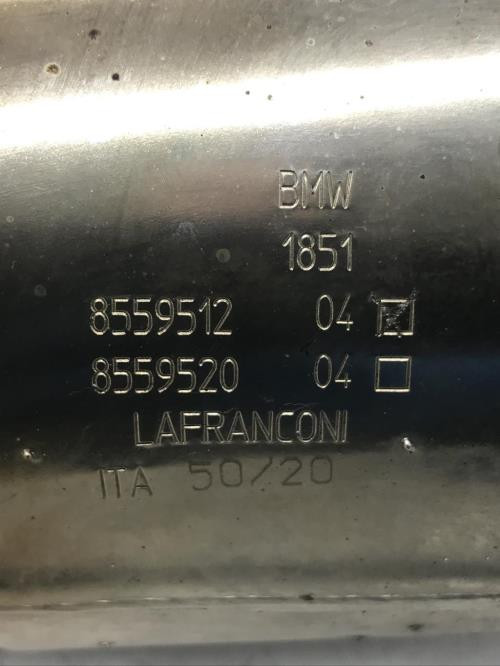 BMW
1851
8559512 04 ☒
8559520 04 ☐
LAFRANCONI
ITA 50/20